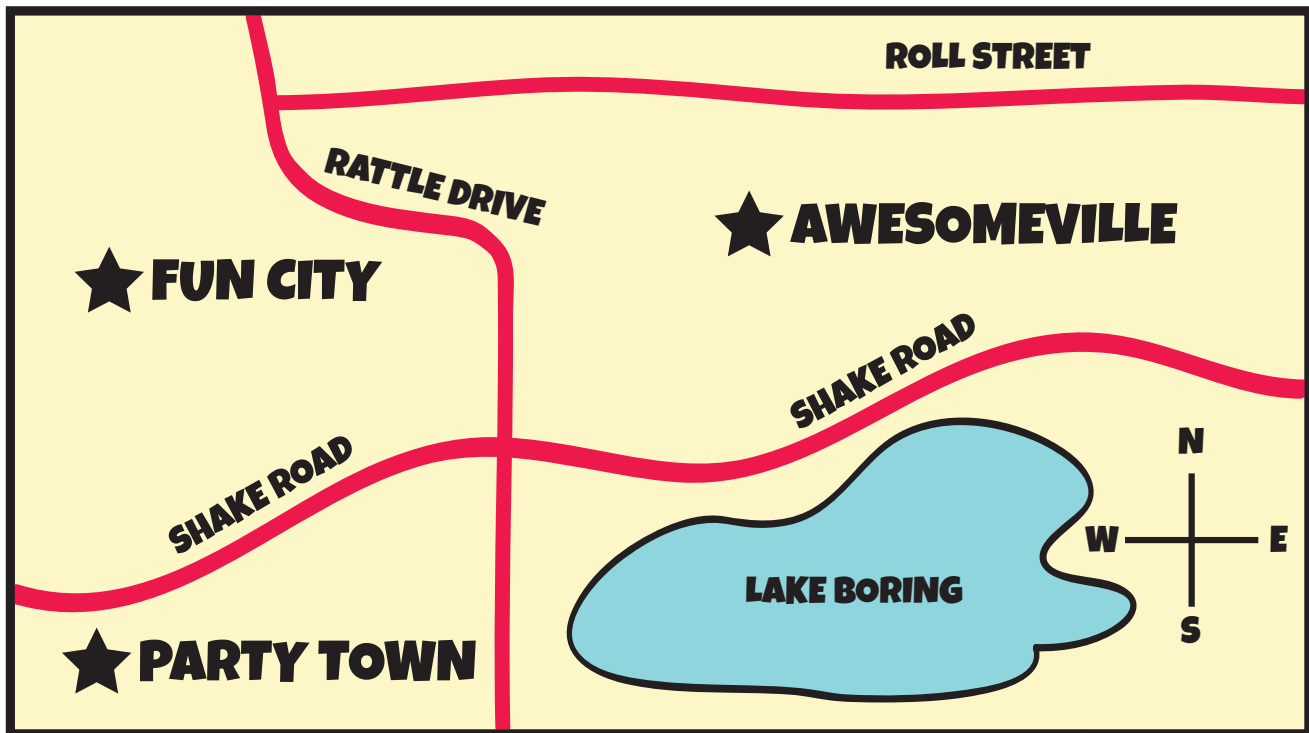 ROLL STREET
RATTLE DRIVE
AWESOMEVILLE
FUN CITY
SHAKE ROAD
SHAKE ROAD
N
W
E
S
LAKE BORING
PARTY TOWN